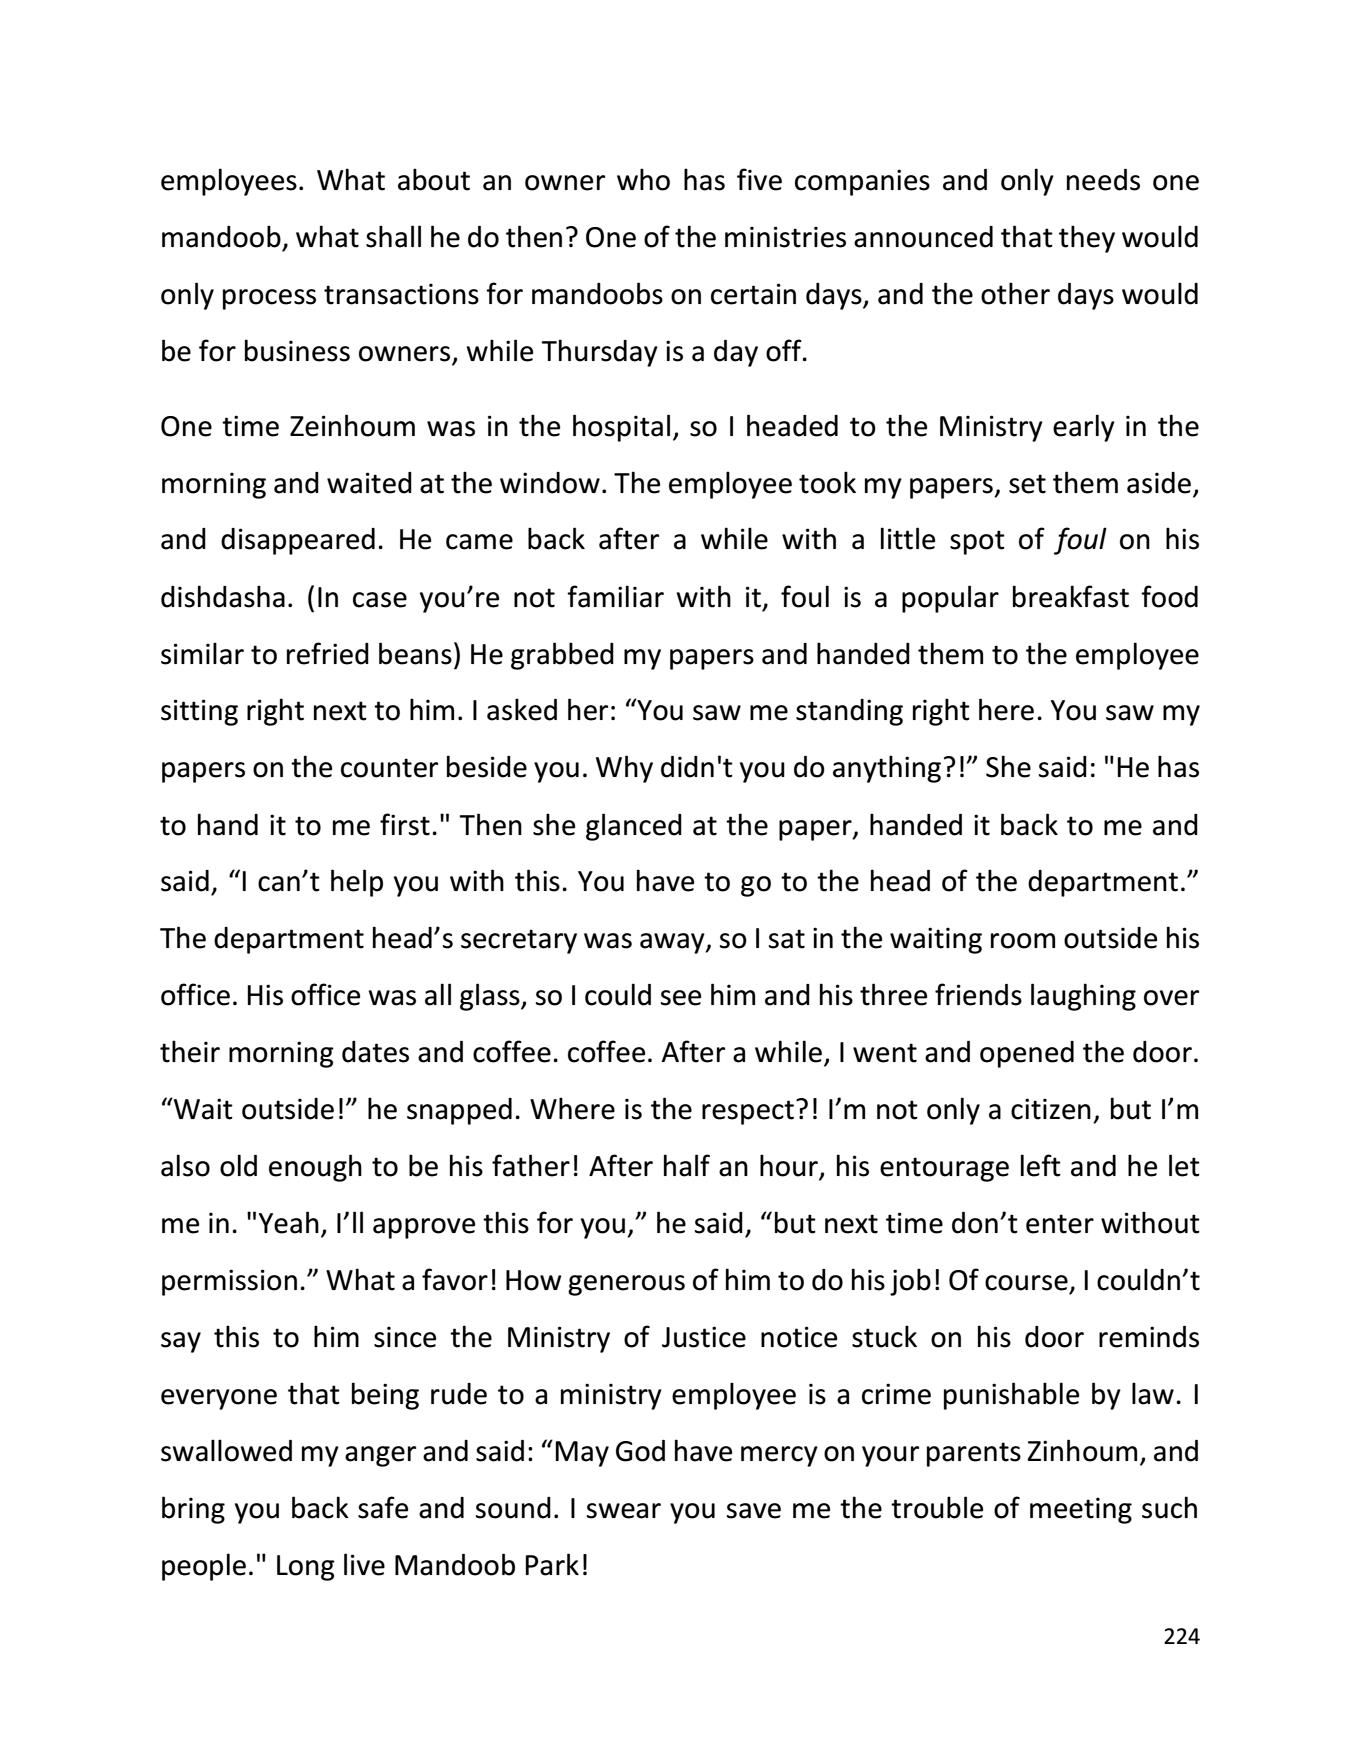 employees. What about an owner who has five companies and only needs one
mandoob, what shall he do then? One of the ministries announced that they would
only process transactions for mandoobs on certain days, and the other days would
be for business owners, while Thursday is a day off.
One time Zeinhoum was in the hospital, so I headed to the Ministry early in the
morning and waited at the window. The employee took my papers, set them aside,
and disappeared. He came back after a while with a little spot of foul on his
dishdasha. (In case you’re not familiar with it, foul is a popular breakfast food
similar to refried beans) He grabbed my papers and handed them to the employee
sitting right next to him. I asked her: “You saw me standing right here. You saw my
papers on the counter beside you. Why didn't you do anything?!” She said: "He has
to hand it to me first." Then she glanced at the paper, handed it back to me and
said, “I can’t help you with this. You have to go to the head of the department.”
The department head’s secretary was away, so I sat in the waiting room outside his
office. His office was all glass, so I could see him and his three friends laughing over
their morning dates and coffee. coffee. After a while, I went and opened the door.
“Wait outside!” he snapped. Where is the respect?! I’m not only a citizen, but I’m
also old enough to be his father! After half an hour, his entourage left and he let
me in. "Yeah, I’ll approve this for you,” he said, “but next time don’t enter without
permission.” What a favor! How generous of him to do his job! Of course, I couldn’t
say this to him since the Ministry of Justice notice stuck on his door reminds
everyone that being rude to a ministry employee is a crime punishable by law. I
swallowed my anger and said: “May God have mercy on your parents Zinhoum, and
bring you back safe and sound. I swear you save me the trouble of meeting such
people." Long live Mandoob Park!
224